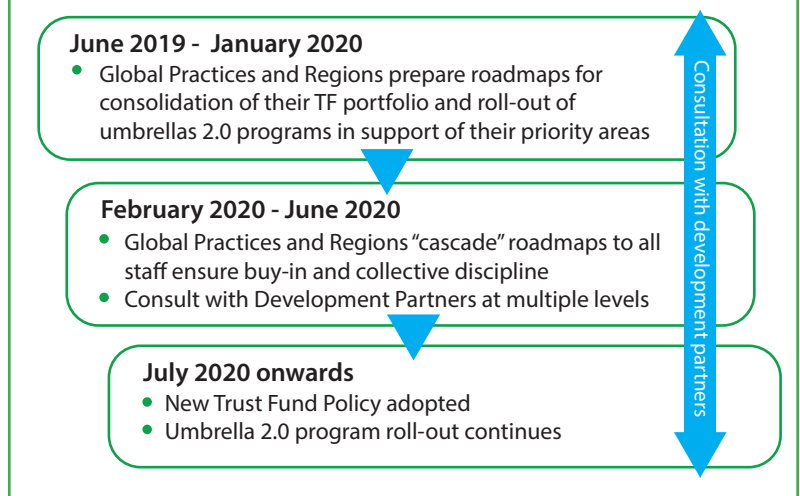 June 2019 - January 2020
• Global Practices and Regions prepare roadmaps for
consolidation of their TF portfolio and roll-out of
umbrellas 2.0 programs in support of their priority areas
February 2020 - June 2020
• Global Practices and Regions “cascade” roadmaps to all
staff ensure buy-in and collective discipline
• Consult with Development Partners at multiple levels
July 2020 onwards
• New Trust Fund Policy adopted
• Umbrella 2.0 program roll-out continues
Consultation with development partners